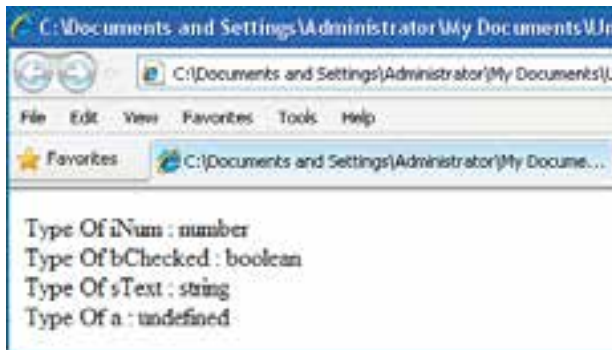 C:\Documents and Settings\Administrator\My Documents\Un
C:\Documents and Settings\Administrator\My Documents\U
File Edit View Favorites Tools Help
Favorites C:\Documents and Settings\Administrator\My Docume...
Type Of iNum : number
Type Of bChecked : boolean
Type Of sText : string
Type Of a : undefined